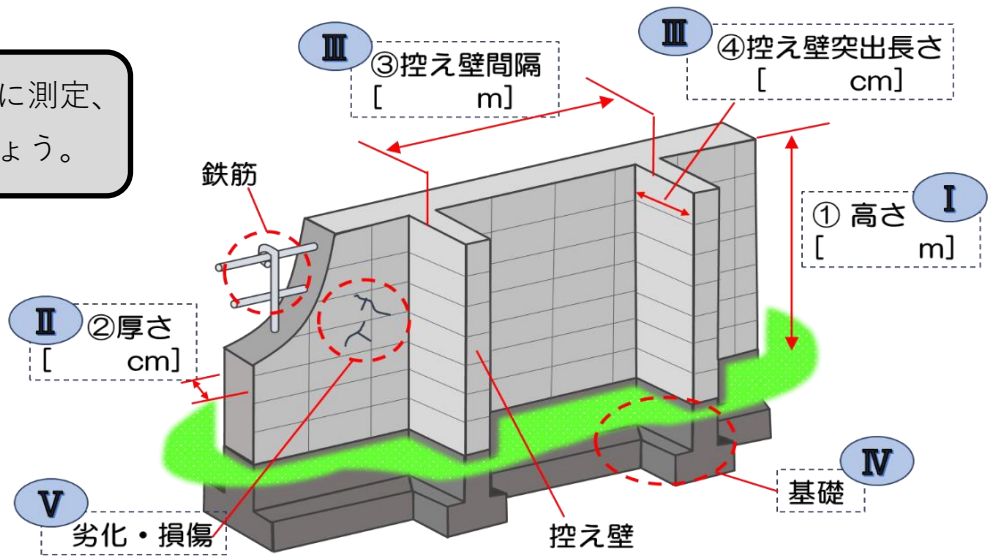 に測定、
ょう。
Ⅲ
③控え壁間隔
[ m]
Ⅲ
④控え壁突出長さ
[ cm]
鉄筋
Ⅰ
① 高さ
[ m]
Ⅱ
②厚さ
[ cm]
Ⅳ
基礎
Ⅴ
劣化・損傷
控え壁